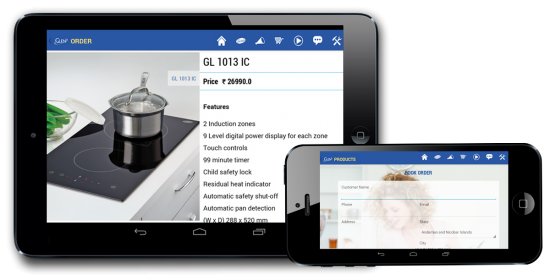 ORDER
GL 1013 IC
GL 1013 IC
Price ₹ 26990.0
Features
2 Induction zones
9 Level digital power display for each zone
Touch controls
99 minute timer
Child safety lock
Residual heat indicator
Automatic safety shut-off
Automatic pan detection
(W x D) 288 x 520 mm
PRODUCTS
BOOK ORDER
Customer Name
Phone
Email
Address
State
Andaman and Nicobar Islands
City